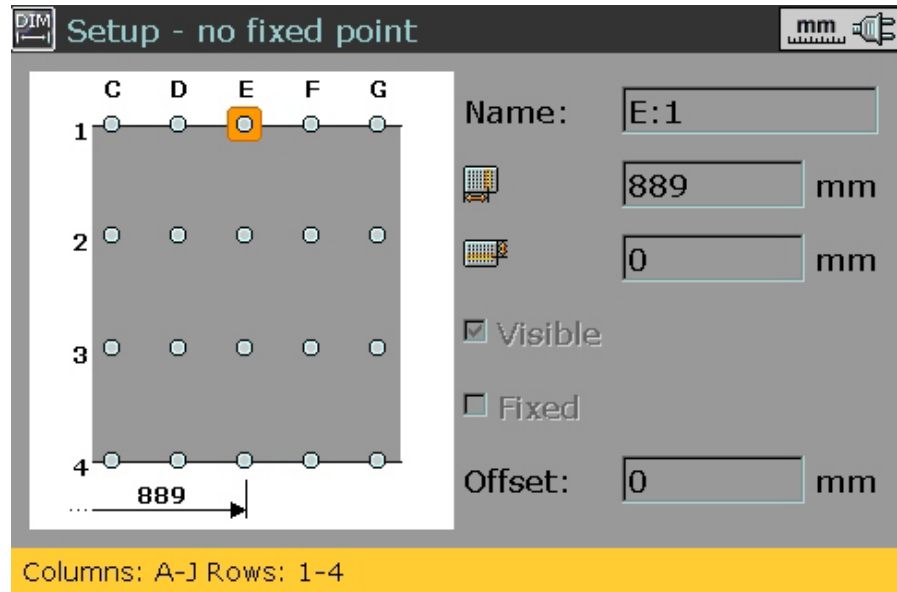 DIM Setup - no fixed point mm
C D E F G
1
2
3
4
889
Name: E:1
889 mm
0 mm
Visible
Fixed
Offset: 0 mm
Columns: A-J Rows: 1-4